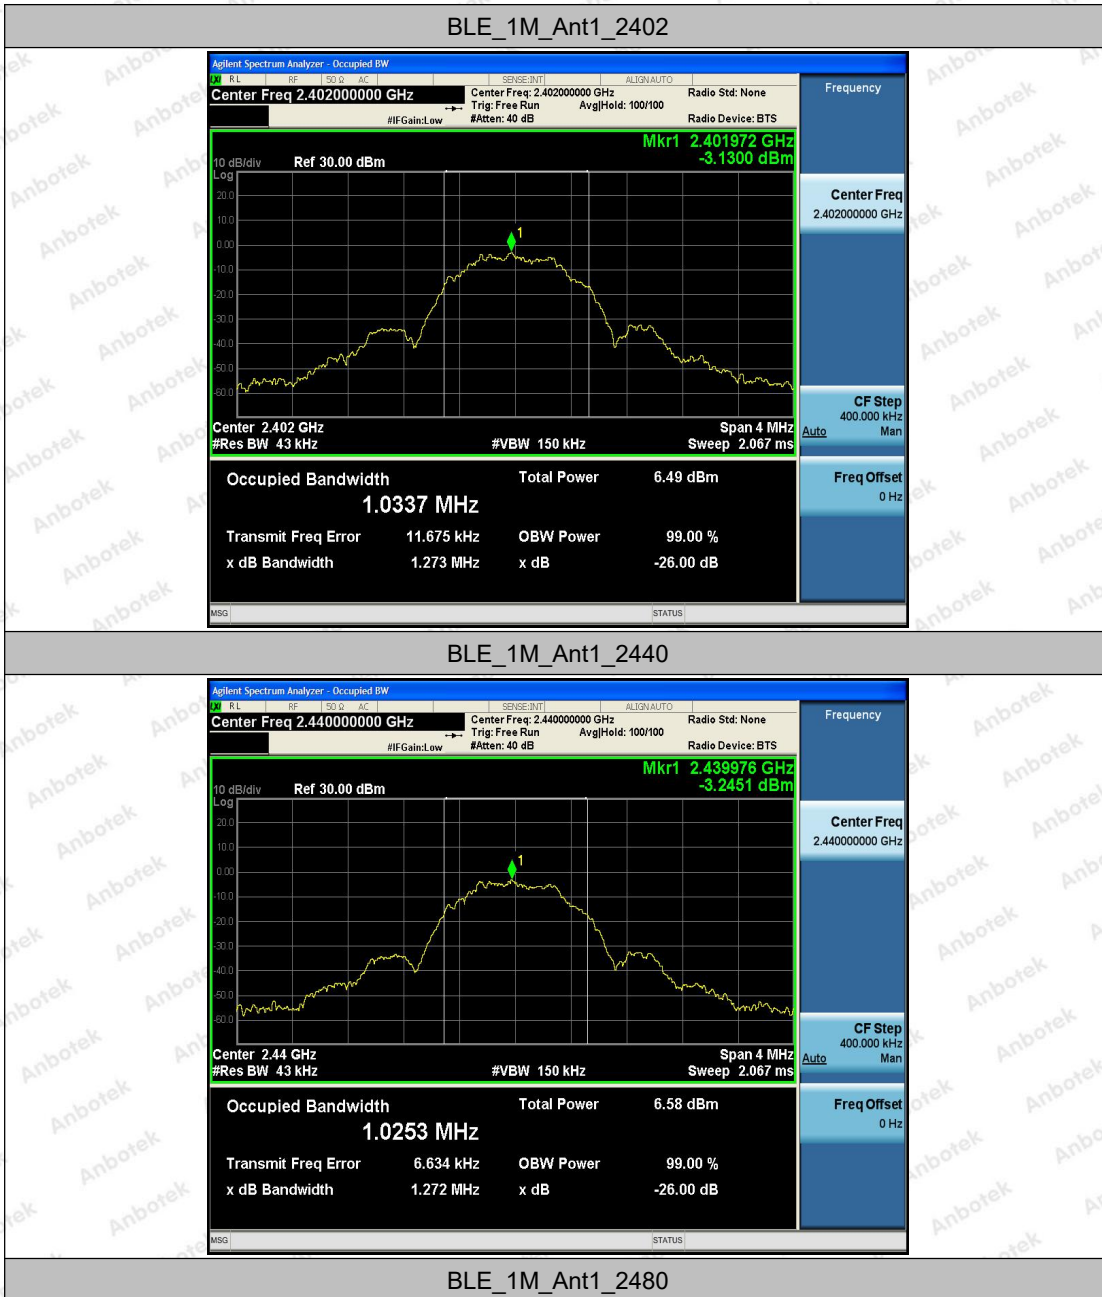 BLE_1M_Ant1_2402
Agilent Spectrum Analyzer - Occupied BW
LXI RL RF 50 Ω AC SENSE:INT ALIGNAUTO
Center Freq 2.402000000 GHz
Center Freq: 2.402000000 GHz Radio Std: None
Trig: Free Run Avg|Hold: 100/100
#IFGain:Low #Atten: 40 dB Radio Device: BTS
Mkr1 2.401972 GHz
-3.1300 dBm
10 dB/div Ref 30.00 dBm
Log
20.0
10.0
0.00
-10.0
-20.0
-30.0
-40.0
-50.0
-60.0
1
Center 2.402 GHz Span 4 MHz
#Res BW 43 kHz #VBW 150 kHz Sweep 2.067 ms
Occupied Bandwidth Total Power 6.49 dBm
1.0337 MHz
Transmit Freq Error 11.675 kHz OBW Power 99.00 %
x dB Bandwidth 1.273 MHz x dB -26.00 dB
MSG STATUS
Frequency
Center Freq
2.402000000 GHz
CF Step
400.000 kHz
Auto Man
Freq Offset
0 Hz
BLE_1M_Ant1_2440
Agilent Spectrum Analyzer - Occupied BW
LXI RL RF 50 Ω AC SENSE:INT ALIGNAUTO
Center Freq 2.440000000 GHz
Center Freq: 2.440000000 GHz Radio Std: None
Trig: Free Run Avg|Hold: 100/100
#IFGain:Low #Atten: 40 dB Radio Device: BTS
Mkr1 2.439976 GHz
-3.2451 dBm
10 dB/div Ref 30.00 dBm
Log
20.0
10.0
0.00
-10.0
-20.0
-30.0
-40.0
-50.0
-60.0
1
Center 2.44 GHz Span 4 MHz
#Res BW 43 kHz #VBW 150 kHz Sweep 2.067 ms
Occupied Bandwidth Total Power 6.58 dBm
1.0253 MHz
Transmit Freq Error 6.634 kHz OBW Power 99.00 %
x dB Bandwidth 1.272 MHz x dB -26.00 dB
MSG STATUS
Frequency
Center Freq
2.440000000 GHz
CF Step
400.000 kHz
Auto Man
Freq Offset
0 Hz
BLE_1M_Ant1_2480
Anbotek